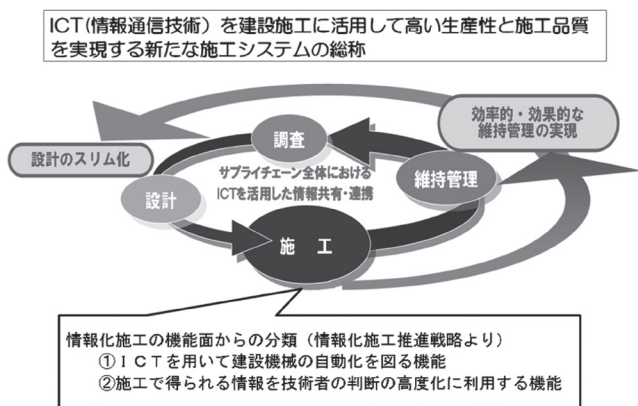 ICT(情報通信技術）を建設施工に活用して高い生産性と施工品質
を実現する新たな施工システムの総称
効率的・効果的な
維持管理の実現
調査
設計のスリム化
サプライチェーン全体における
ICTを活用した情報共有・連携
維持管理
設計
施　工
情報化施工の機能面からの分類（情報化施工推進戦略より）
①ＩＣＴを用いて建設機械の自動化を図る機能
②施工で得られる情報を技術者の判断の高度化に利用する機能